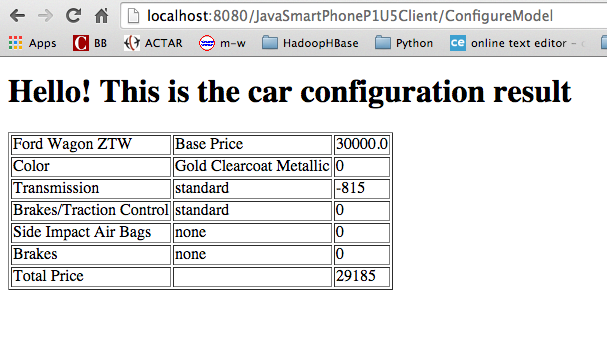 localhost:8080/JavaSmartPhoneP1U5Client/ConfigureModel
Apps C BB ACTAR m-w HadoopHBase Python ce online text editor –
Hello! This is the car configuration result
Ford Wagon ZTW Base Price 30000.0
Color Gold Clearcoat Metallic 0
Transmission standard -815
Brakes/Traction Control standard 0
Side Impact Air Bags none 0
Brakes none 0
Total Price 29185